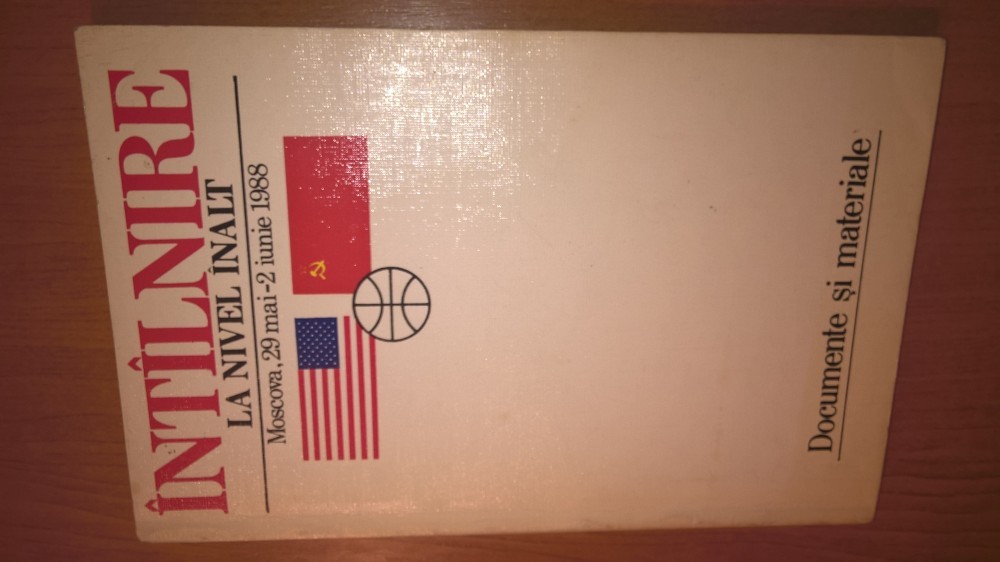 ÎNTÎLNIRE
LA NIVEL ÎNALT
Moscova, 29 mai-2 iunie 1988
Documente și materiale